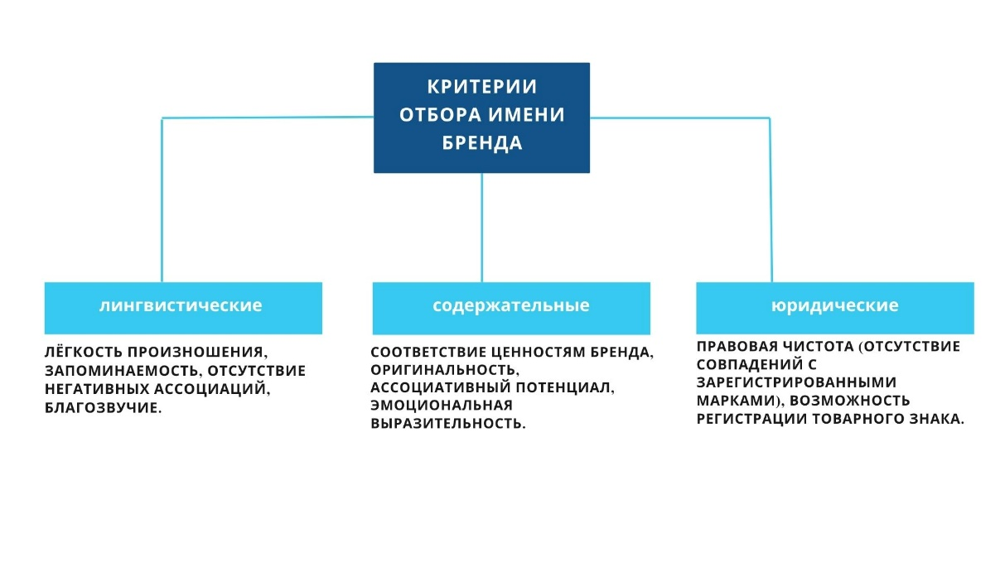 КРИТЕРИИ
ОТБОРА ИМЕНИ
БРЕНДА
лингвистические
ЛЁГКОСТЬ ПРОИЗНОШЕНИЯ,
ЗАПОМИНАЕМОСТЬ, ОТСУТСТВИЕ
НЕГАТИВНЫХ АССОЦИАЦИЙ,
БЛАГОЗВУЧИЕ.
содержательные
СООТВЕТСТВИЕ ЦЕННОСТЯМ БРЕНДА,
ОРИГИНАЛЬНОСТЬ,
АССОЦИАТИВНЫЙ ПОТЕНЦИАЛ,
ЭМОЦИОНАЛЬНАЯ
ВЫРАЗИТЕЛЬНОСТЬ.
юридические
ПРАВОВАЯ ЧИСТОТА (ОТСУТСТВИЕ
СОВПАДЕНИЙ С
ЗАРЕГИСТРИРОВАННЫМИ
МАРКАМИ), ВОЗМОЖНОСТЬ
РЕГИСТРАЦИИ ТОВАРНОГО ЗНАКА.